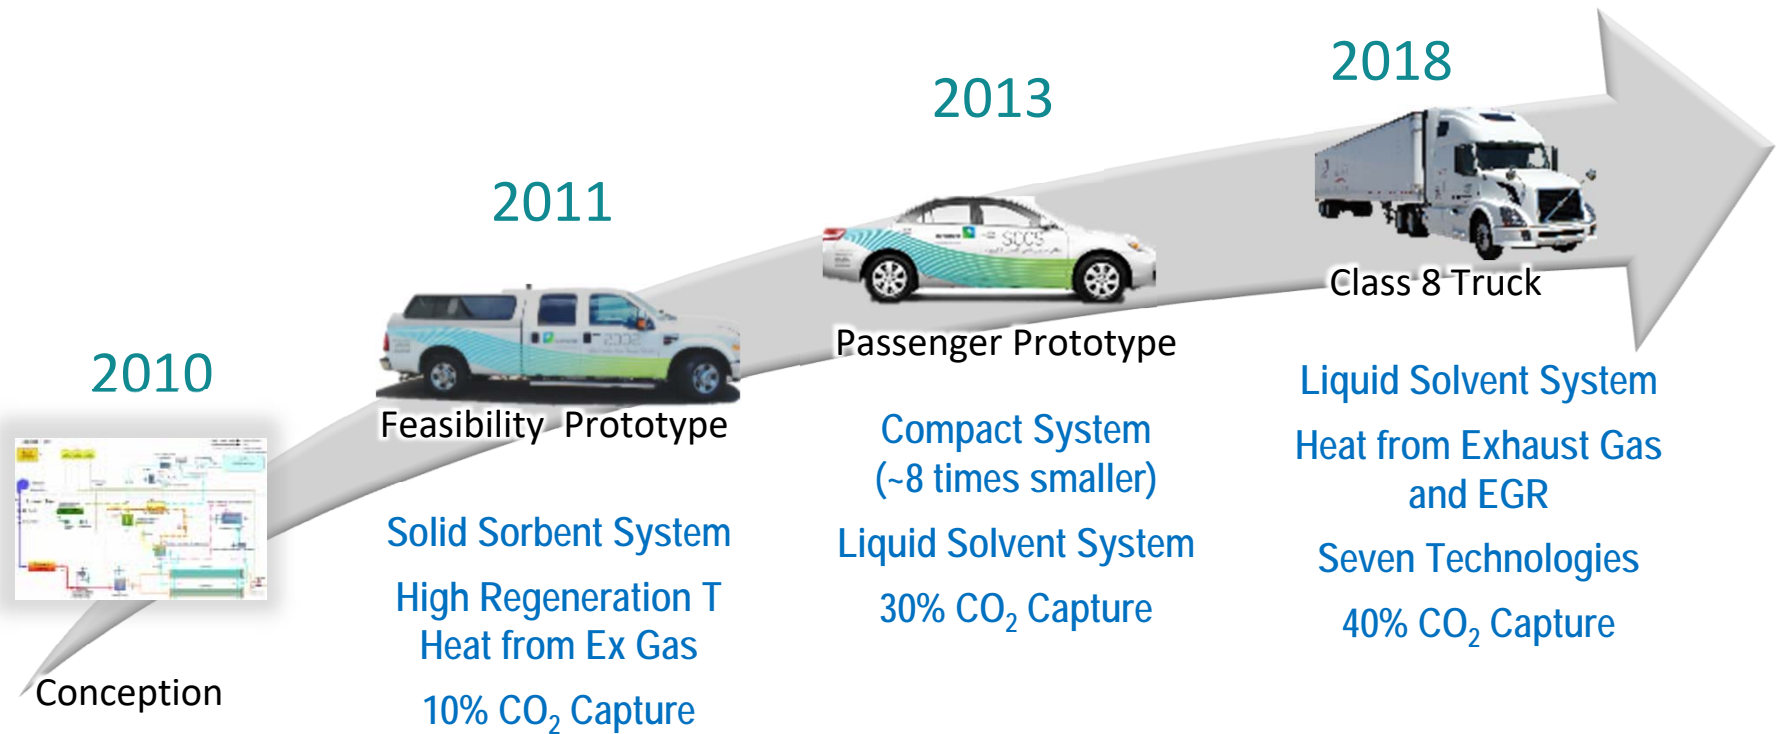 2010
Conception
2011
Feasibility Prototype
Solid Sorbent System
High Regeneration T
Heat from Ex Gas
10% CO₂ Capture
2013
Passenger Prototype
Compact System
(~8 times smaller)
Liquid Solvent System
30% CO₂ Capture
2018
Class 8 Truck
Liquid Solvent System
Heat from Exhaust Gas
and EGR
Seven Technologies
40% CO₂ Capture